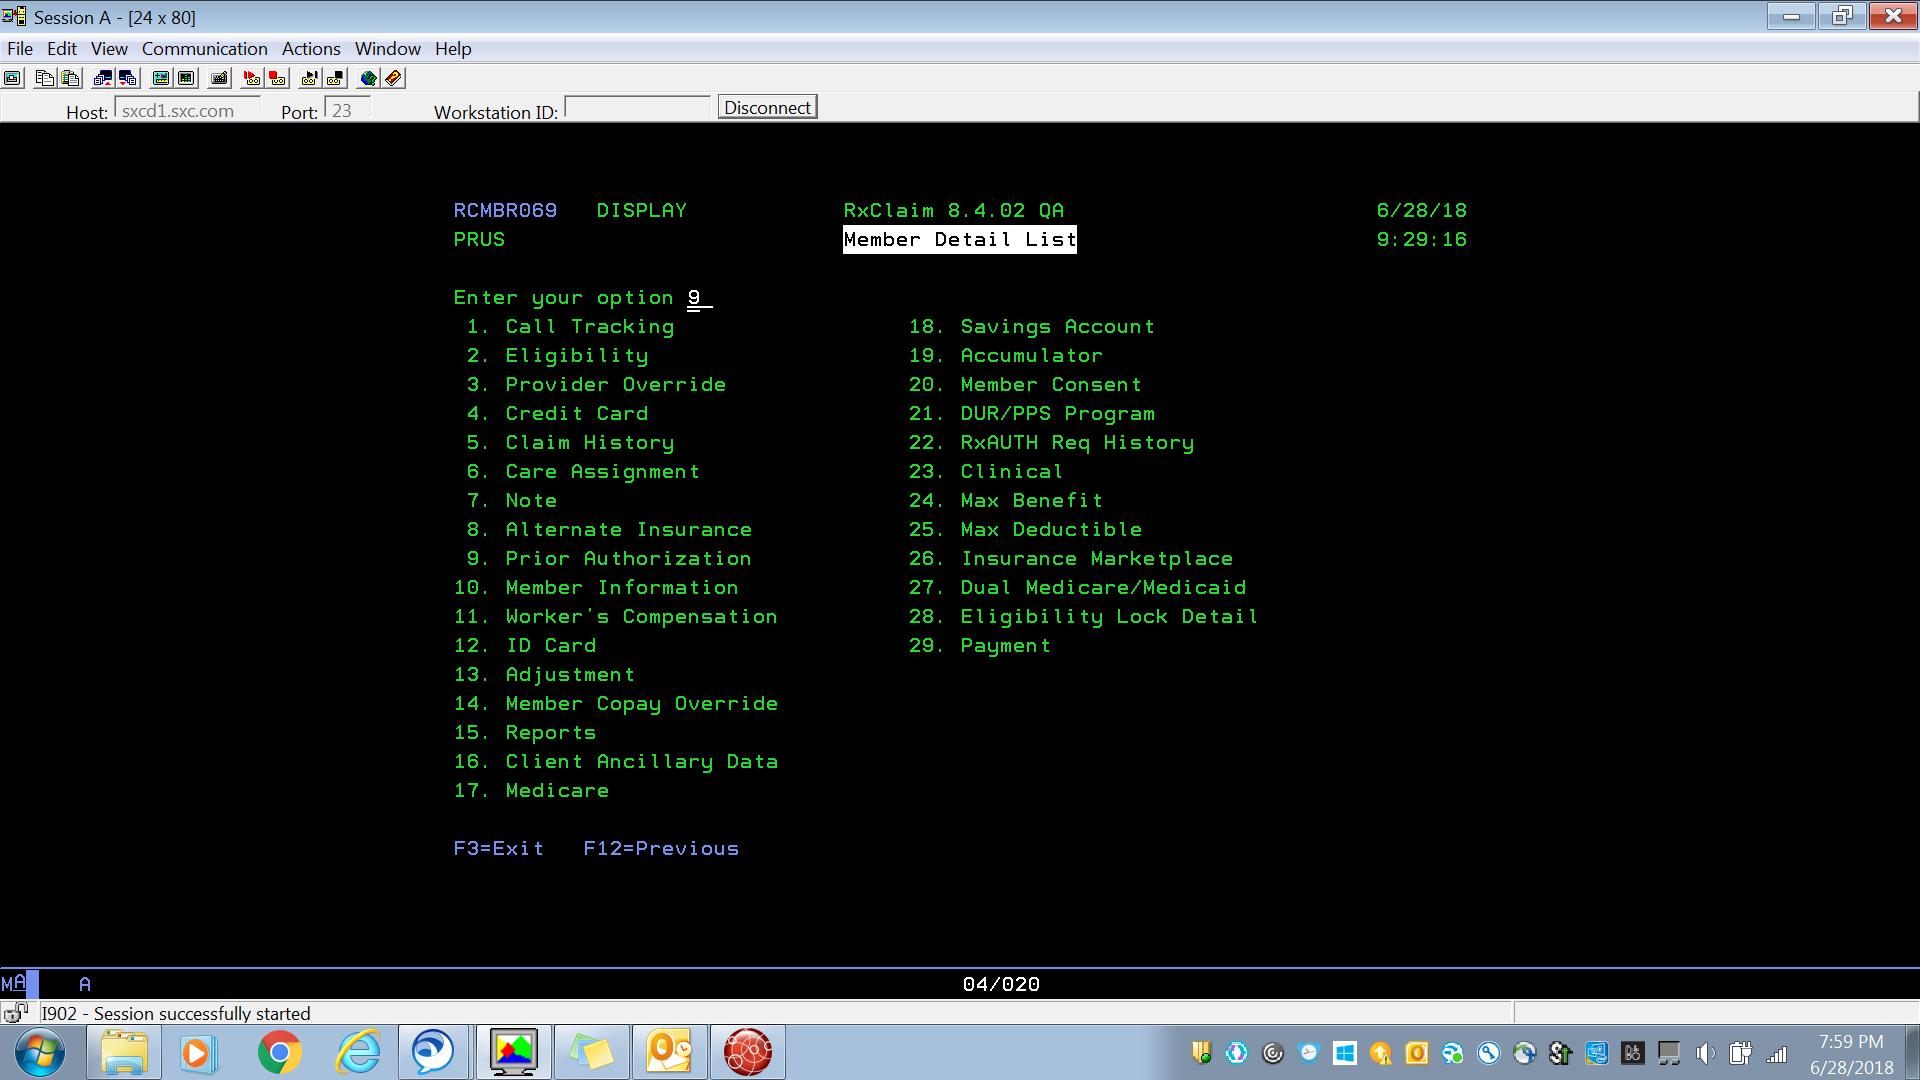 Session A - [24 x 80]
File Edit View Communication Actions Window Help
Host: sxcd1.sxc.com Port: 23 Workstation ID: Disconnect
RCMBR069 DISPLAY RxClaim 8.4.02 QA 6/28/18
PRUS Member Detail List 9:29:16
Enter your option 9
1. Call Tracking 18. Savings Account
2. Eligibility 19. Accumulator
3. Provider Override 20. Member Consent
4. Credit Card 21. DUR/PPS Program
5. Claim History 22. RxAUTH Req History
6. Care Assignment 23. Clinical
7. Note 24. Max Benefit
8. Alternate Insurance 25. Max Deductible
9. Prior Authorization 26. Insurance Marketplace
10. Member Information 27. Dual Medicare/Medicaid
11. Worker's Compensation 28. Eligibility Lock Detail
12. ID Card 29. Payment
13. Adjustment
14. Member Copay Override
15. Reports
16. Client Ancillary Data
17. Medicare
F3=Exit F12=Previous
MA A 04/020
I902 - Session successfully started
7:59 PM
6/28/2018